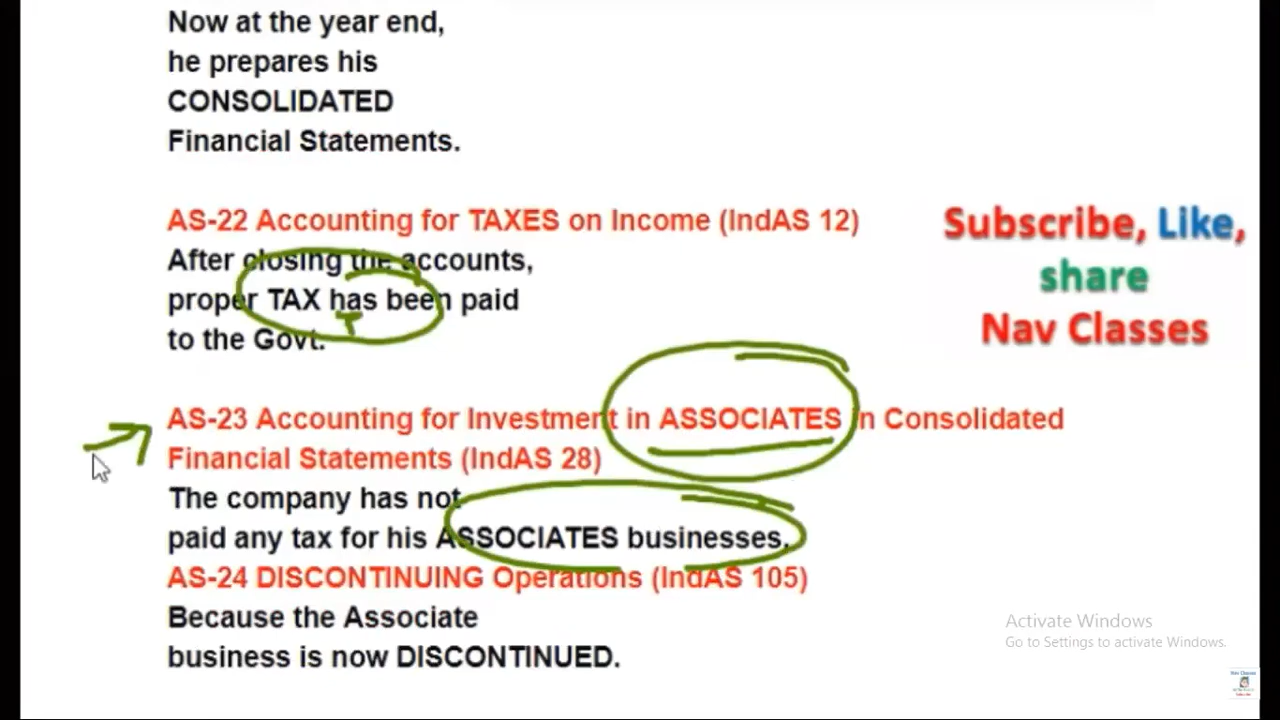 Now at the year end,
he prepares his
CONSOLIDATED
Financial Statements.
AS-22 Accounting for TAXES on Income (IndAS 12)
After closing the accounts,
proper TAX has been paid
to the Govt.
AS-23 Accounting for Investment in ASSOCIATES in Consolidated
Financial Statements (IndAS 28)
The company has not
paid any tax for his ASSOCIATES businesses,
AS-24 DISCONTINUING Operations (IndAS 105)
Because the Associate
business is now DISCONTINUED.
Subscribe, Like,
share
Nav Classes
Activate Windows
Go to Settings to activate Windows.
Nav Classes